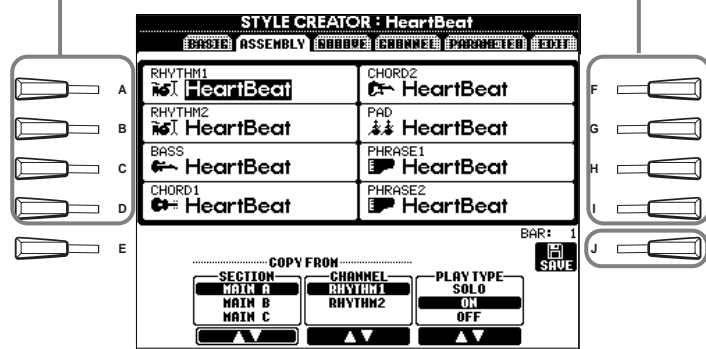 STYLE CREATOR : HeartBeat
BASIC ASSEMBLY GROOVE CHANNEL PARAMETER EDIT
RHYTHM1
HeartBeat
CHORD2
HeartBeat
RHYTHM2
HeartBeat
PAD
HeartBeat
BASS
HeartBeat
PHRASE1
HeartBeat
CHORD1
HeartBeat
PHRASE2
HeartBeat
A
B
C
D
E
F
G
H
I
J
BAR: 1
SAVE
COPY FROM
SECTION
MAIN A
MAIN B
MAIN C
CHANNEL
RHYTHM1
RHYTHM2
PLAY TYPE
SOLO
ON
OFF